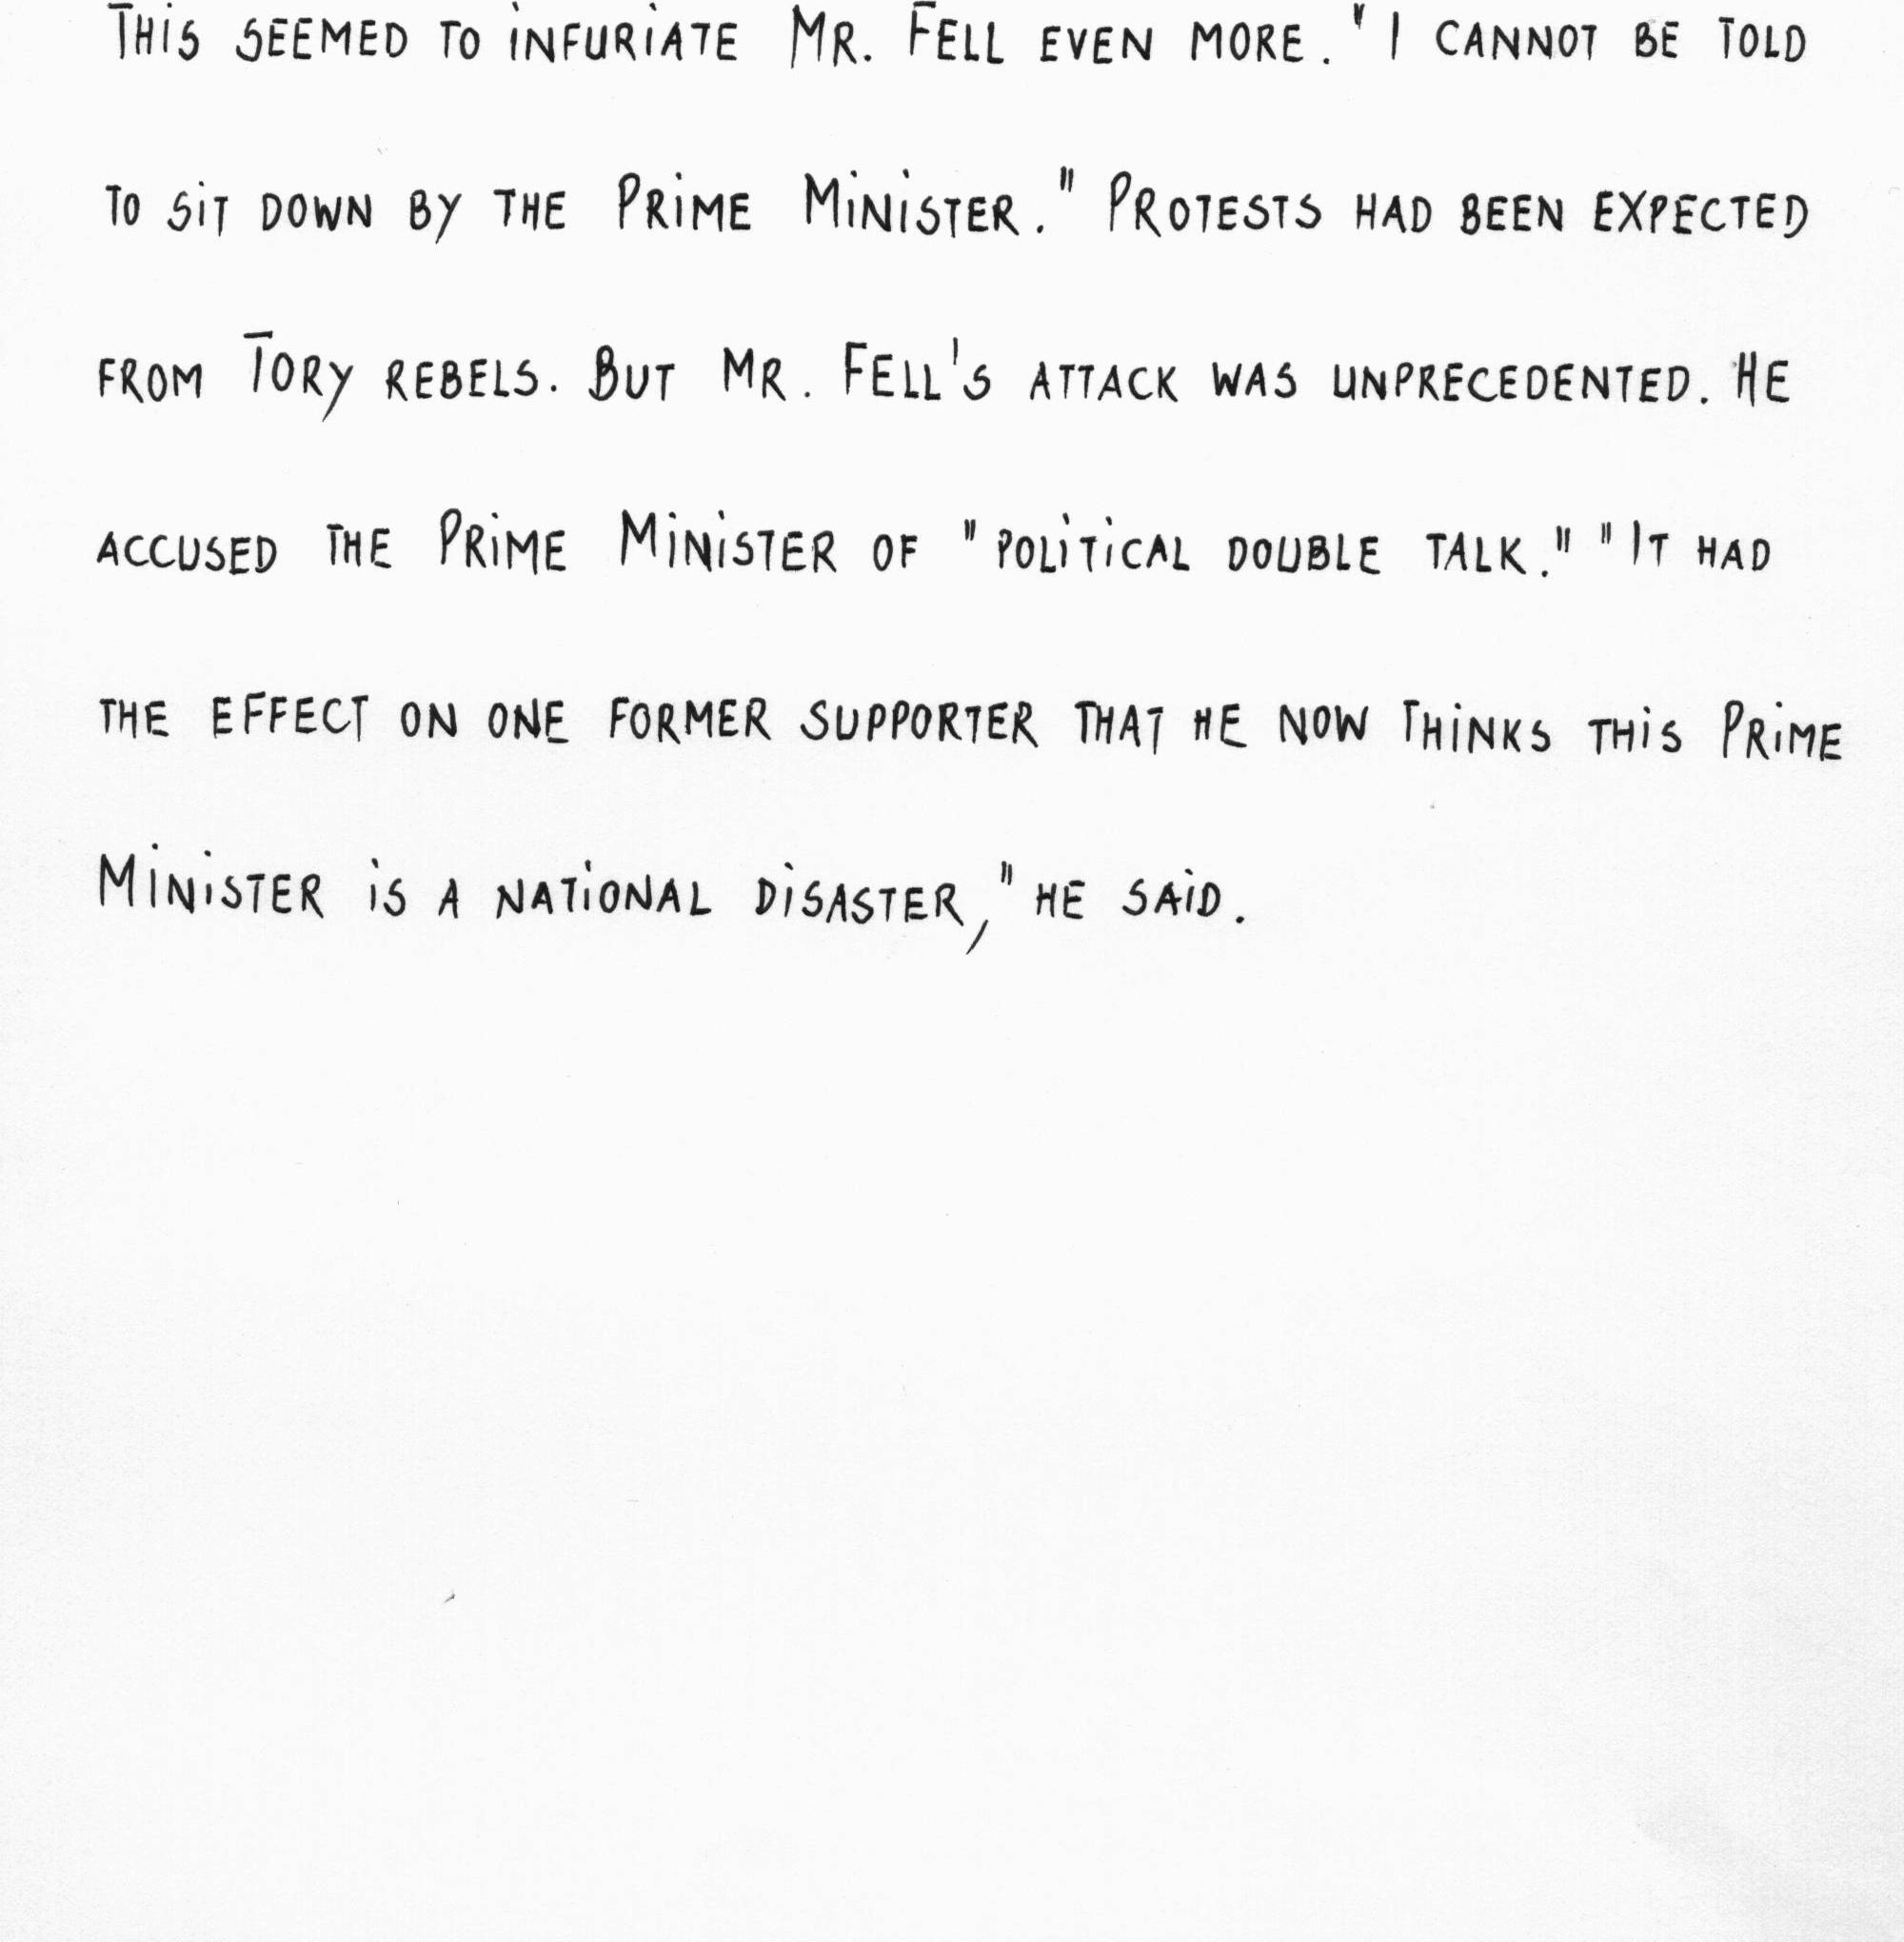 This seemed to infuriate Mr. Fell even more. "I cannot be told
to sit down by the Prime Minister." Protests had been expected
from Tory rebels. But Mr. Fell's attack was unprecedented. He
accused the Prime Minister of "political double talk." "It had
the effect on one former supporter that he now thinks this Prime
Minister is a national disaster," he said.